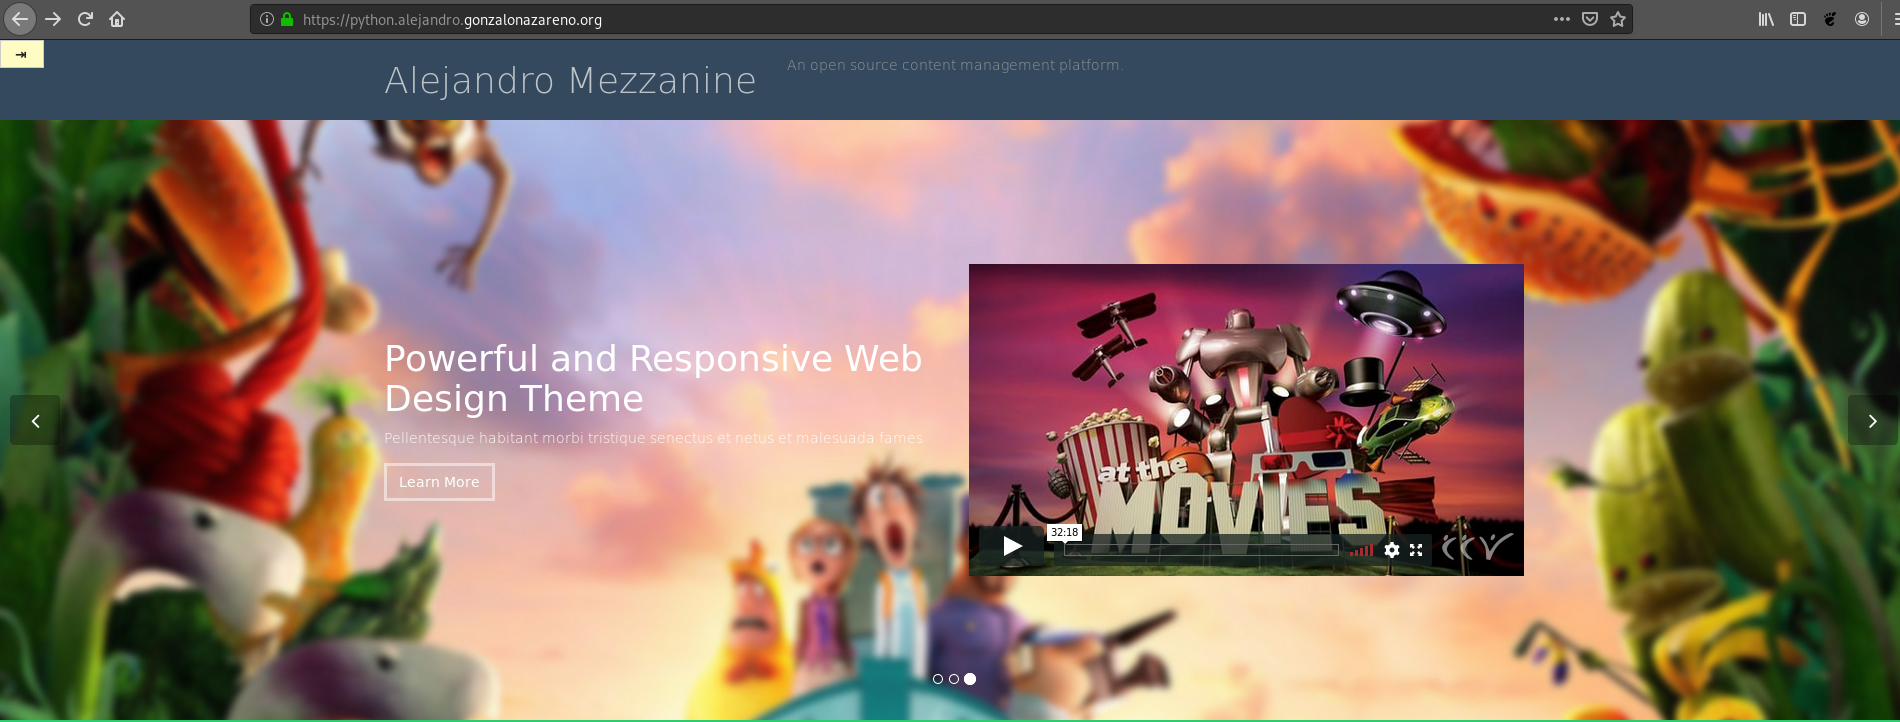 https://python.alejandro.gonzalonazareno.org
Alejandro Mezzanine
An open source content management platform.
Powerful and Responsive Web
Design Theme
Pellentesque habitant morbi tristique senectus et netus et malesuada fames
Learn More
at the
MOVIES
32:18